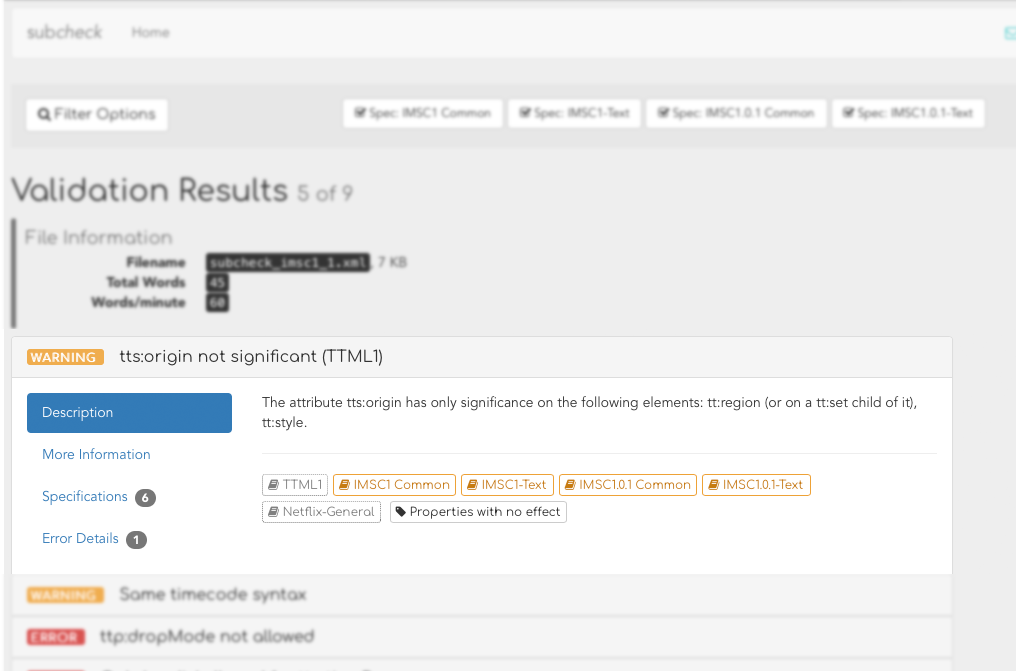 subcheck Home
Filter Options Spec: IMSC1 Common Spec: IMSC1-Text Spec: IMSC1.0.1 Common Spec: IMSC1.0.1-Text
Validation Results 5 of 9
File Information
Filename subcheck_imsc1_1.xml, 7 KB
Total Words 45
Words/minute 60
WARNING tts:origin not significant (TTML1)
Description
The attribute tts:origin has only significance on the following elements: tt:region (or on a tt:set child of it),
tt:style.
More Information
Specifications 6
Error Details 1
TTML1 IMSC1 Common IMSC1-Text IMSC1.0.1 Common IMSC1.0.1-Text
Netflix-General Properties with no effect
WARNING Same timecode syntax
ERROR ttp:dropMode not allowed